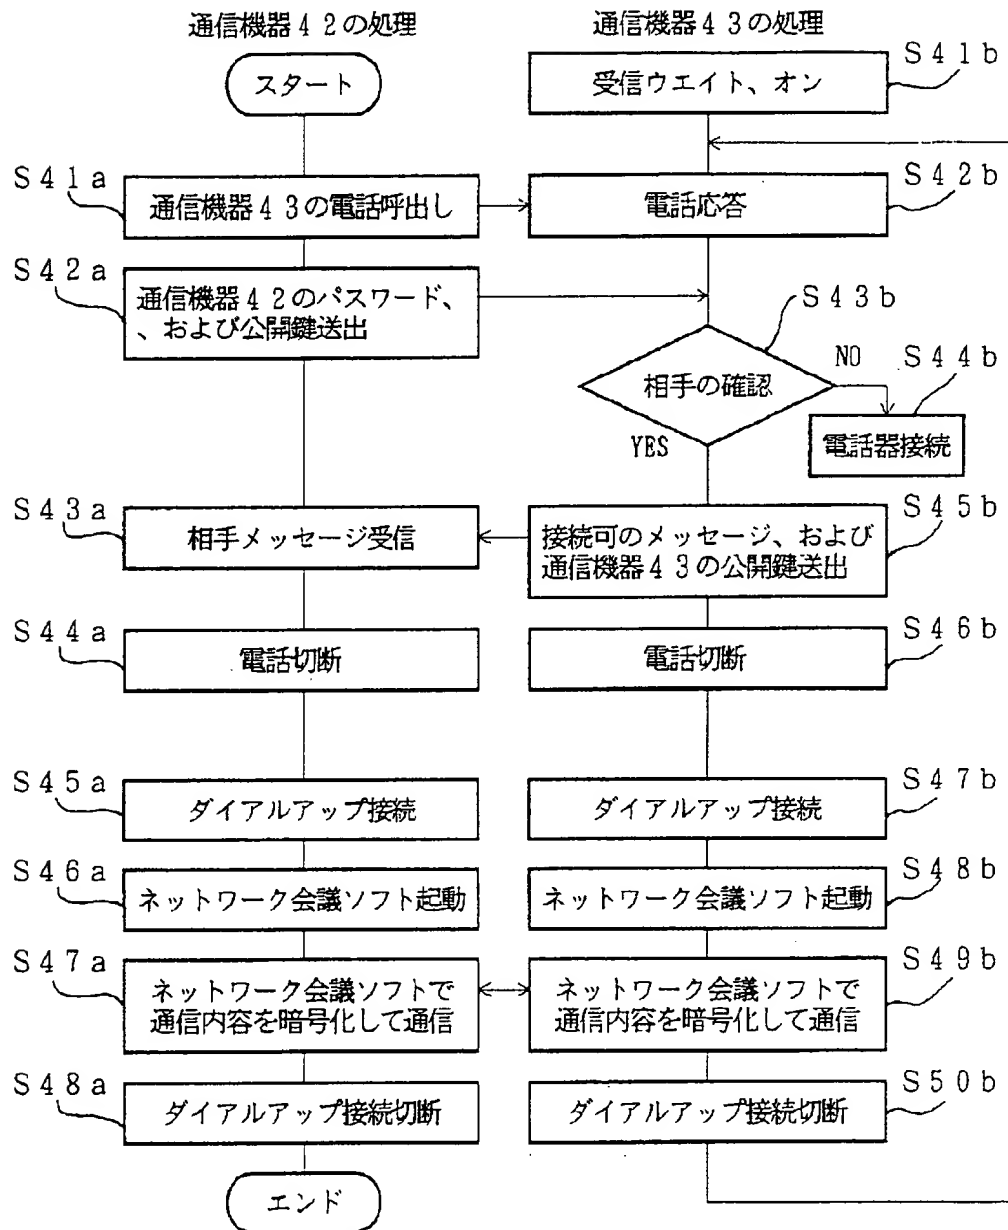 通信機器４２の処理
通信機器４３の処理
スタート
受信ウエイト、オン
Ｓ４１ｂ
Ｓ４１ａ
通信機器４３の電話呼出し
電話応答
Ｓ４２ｂ
Ｓ４２ａ
通信機器４２のパスワード、
、および公開鍵送出
相手の確認
Ｓ４３ｂ
NO
YES
Ｓ４４ｂ
電話器接続
Ｓ４３ａ
相手メッセージ受信
接続可のメッセージ、および
通信機器４３の公開鍵送出
Ｓ４５ｂ
Ｓ４４ａ
電話切断
電話切断
Ｓ４６ｂ
Ｓ４５ａ
ダイアルアップ接続
ダイアルアップ接続
Ｓ４７ｂ
Ｓ４６ａ
ネットワーク会議ソフト起動
ネットワーク会議ソフト起動
Ｓ４８ｂ
Ｓ４７ａ
ネットワーク会議ソフトで
通信内容を暗号化して通信
ネットワーク会議ソフトで
通信内容を暗号化して通信
Ｓ４９ｂ
Ｓ４８ａ
ダイアルアップ接続切断
ダイアルアップ接続切断
Ｓ５０ｂ
エンド